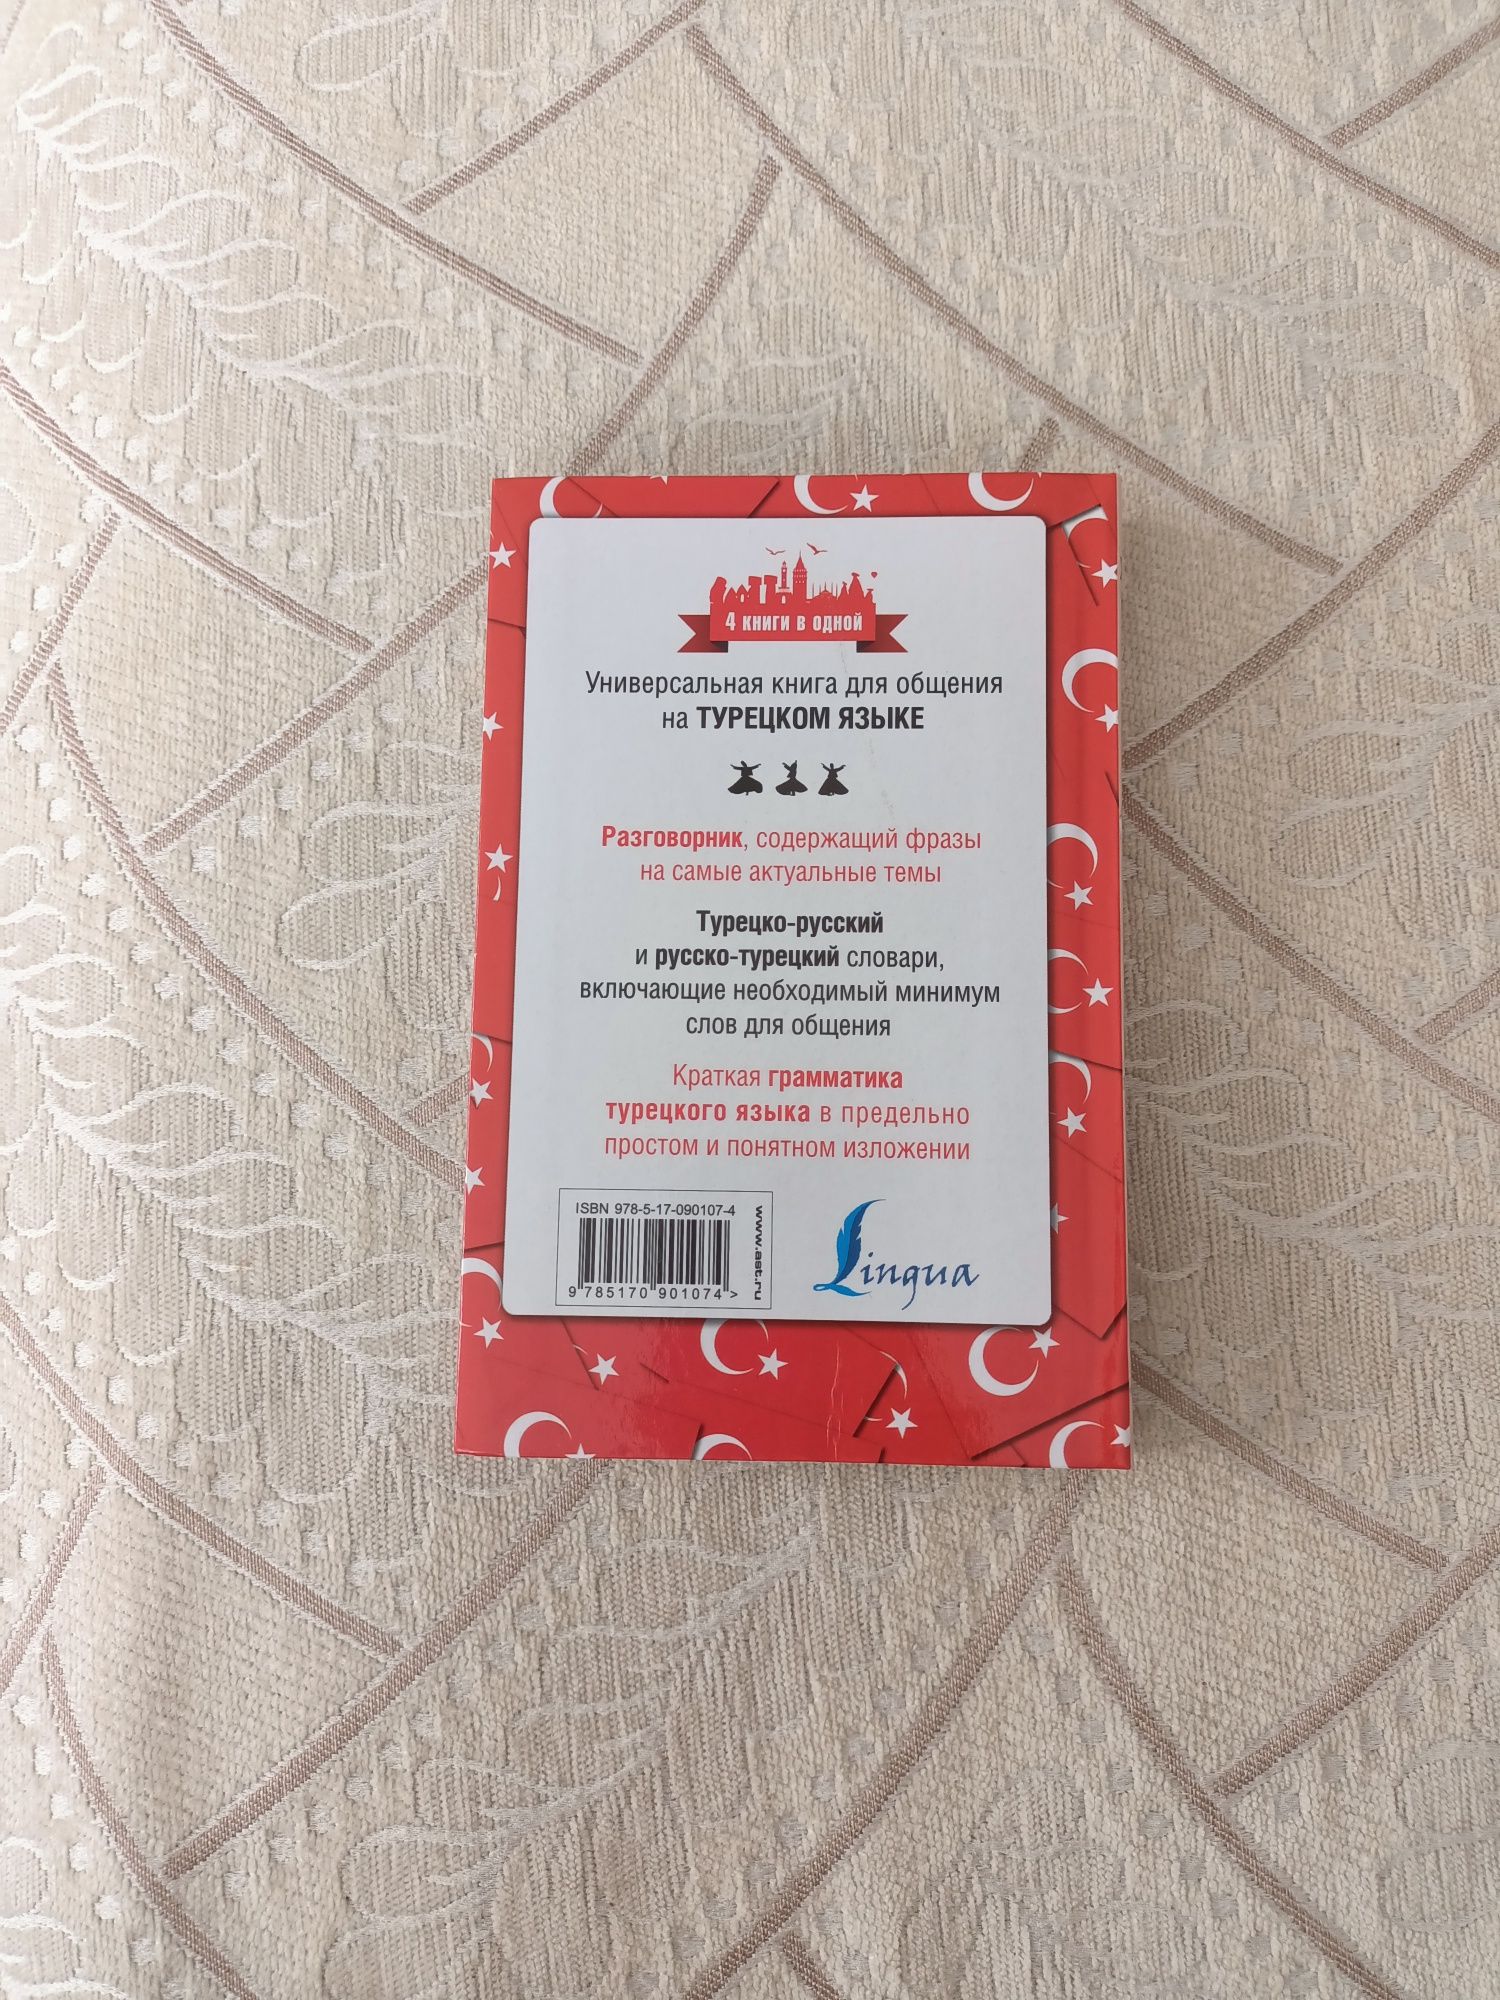 4 КНИГИ В ОДНОЙ
Универсальная книга для общения
на ТУРЕЦКОМ ЯЗЫКЕ
Разговорник, содержащий фразы
на самые актуальные темы
Турецко-русский
и русско-турецкий словари,
включающие необходимый минимум
слов для общения
Краткая грамматика
турецкого языка в предельно
простом и понятном изложении
ISBN 978-5-17-090107-4
9 785170 901074 >
www.ast.ru
Lingua